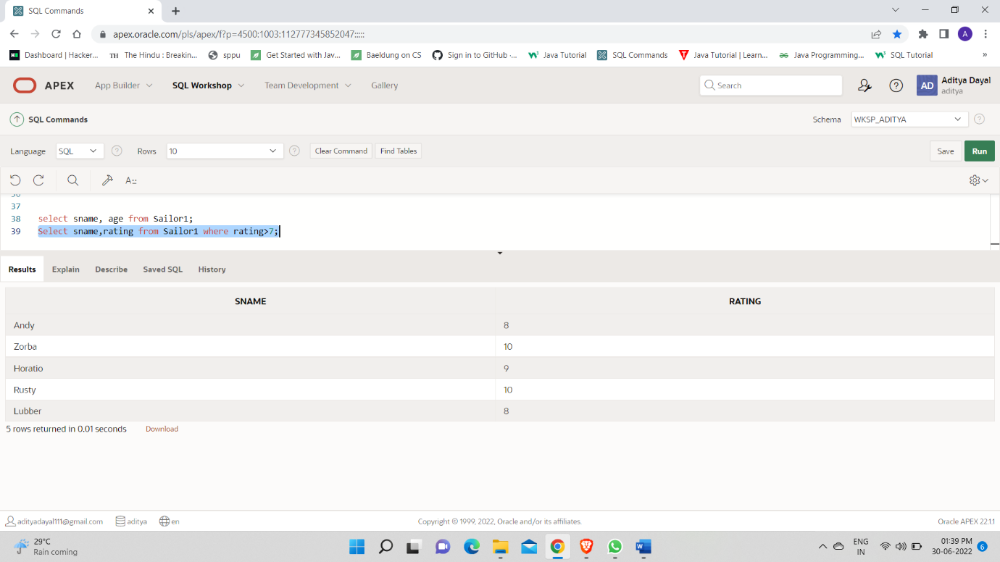 SQL Commands
apex.oracle.com/pls/apex/f?p=4500:1003:112777345852047:::::
A
Dashboard | Hacker... TH The Hindu : Breakin... sppu Get Started with Jav... Baeldung on CS Sign in to GitHub ·... Java Tutorial SQL Commands Java Tutorial | Learn... Java Programming... SQL Tutorial »
APEX App Builder SQL Workshop Team Development Gallery Search AD Aditya Dayal
aditya
SQL Commands Schema WKSP_ADITYA
Language SQL Rows 10 Clear Command Find Tables Save Run
37
38 select sname, age from Sailor1;
39 Select sname,rating from Sailor1 where rating>7;
Results Explain Describe Saved SQL History
SNAME RATING
Andy 8
Zorba 10
Horatio 9
Rusty 10
Lubber 8
5 rows returned in 0.01 seconds Download
adityadayal111@gmail.com aditya en Copyright © 1999, 2022, Oracle and/or its affiliates. Oracle APEX 22.1.1
29°C
Rain coming
ENG
IN
01:39 PM
30-06-2022
6